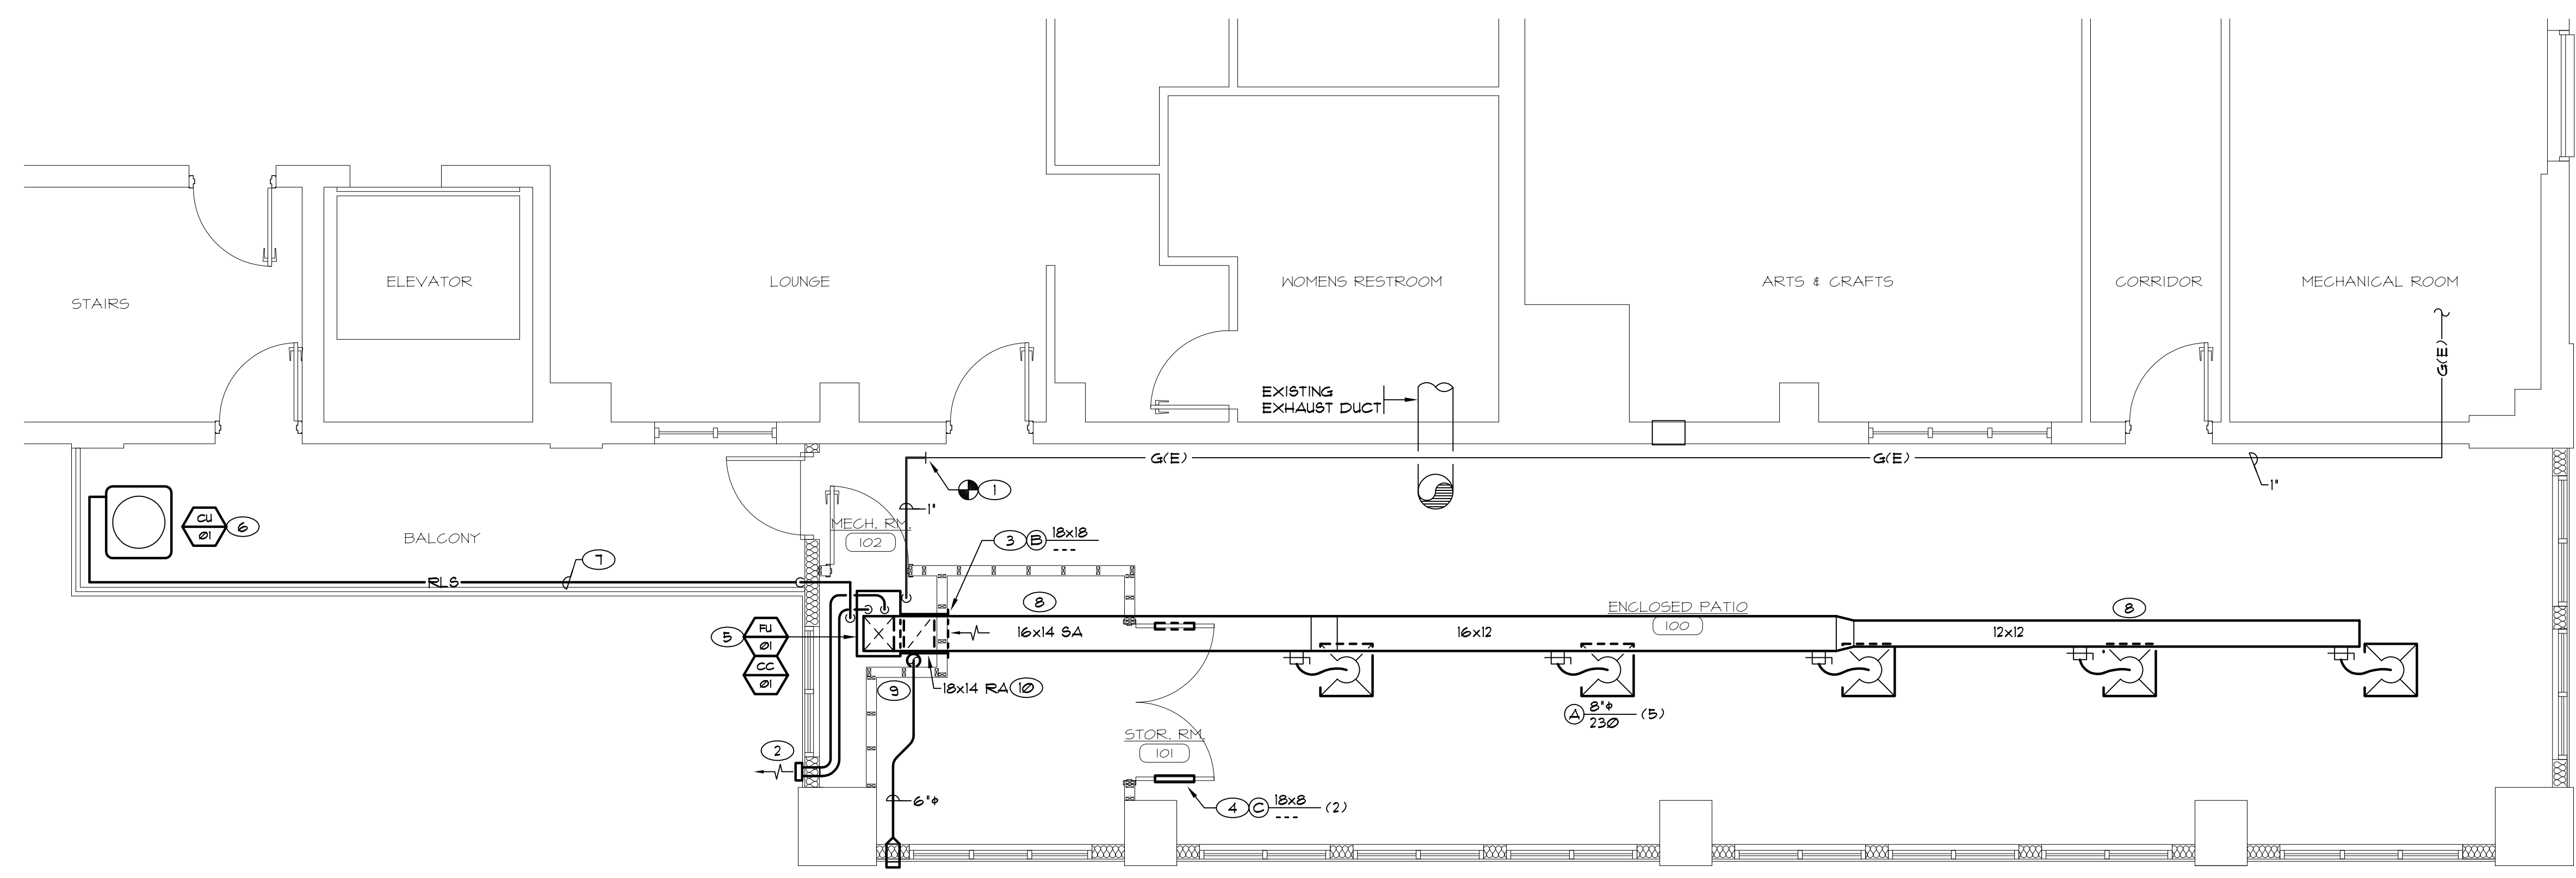 STAIRS
ELEVATOR
LOUNGE
WOMENS RESTROOM
ARTS & CRAFTS
CORRIDOR
MECHANICAL ROOM
G(E)
EXISTING
EXHAUST DUCT
G(E)
G(E)
1"
1
1"
CU
01
6
BALCONY
MECH. RM.
102
3 B 18x18
---
7
RLS
8
ENCLOSED PATIO
100
8
5
FU
01
CC
01
16x14 SA
16x12
12x12
9
18x14 RA 10
A 8"ϕ
230
(5)
STOR. RM.
101
2
6"ϕ
4 C 18x8
---
(2)